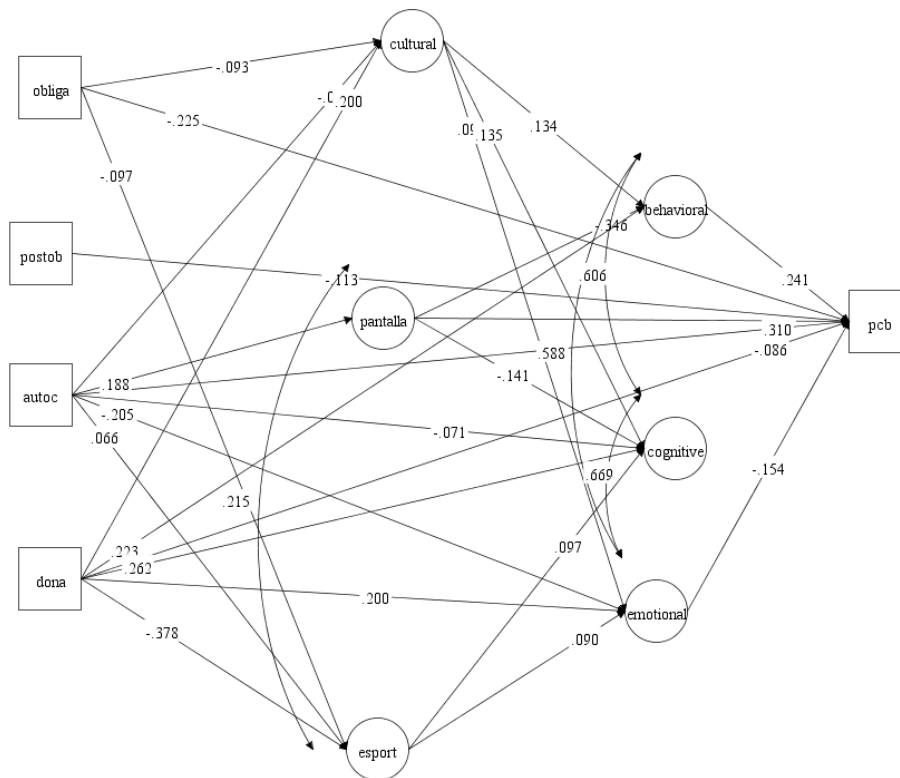 cultural
-.093
obliga
.200
-.225
.135
.134
-.097
behavioral
-.346
postob
.606
-.113
.241
pantalla
.310
pcb
.588
-.086
.188
-.141
autoc
-.205
-.071
.066
cognitive
.669
-.154
.215
.097
.223
.262
dona
.200
emotional
-.378
.090
esport